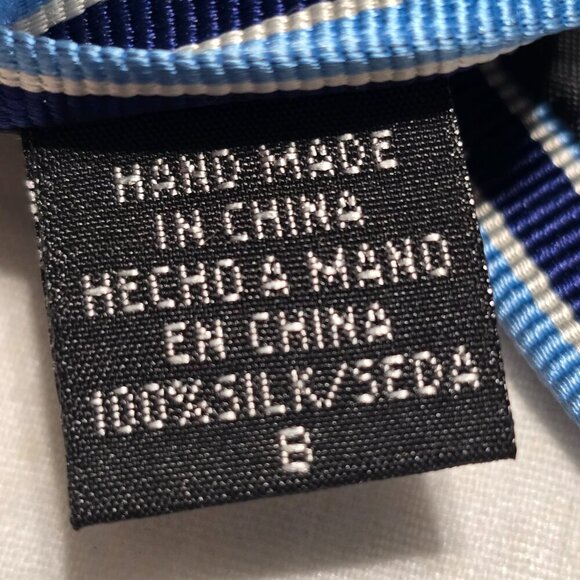 HAND MADE
IN CHINA
HECHO A MANO
EN CHINA
100% SILK/SEDA
B